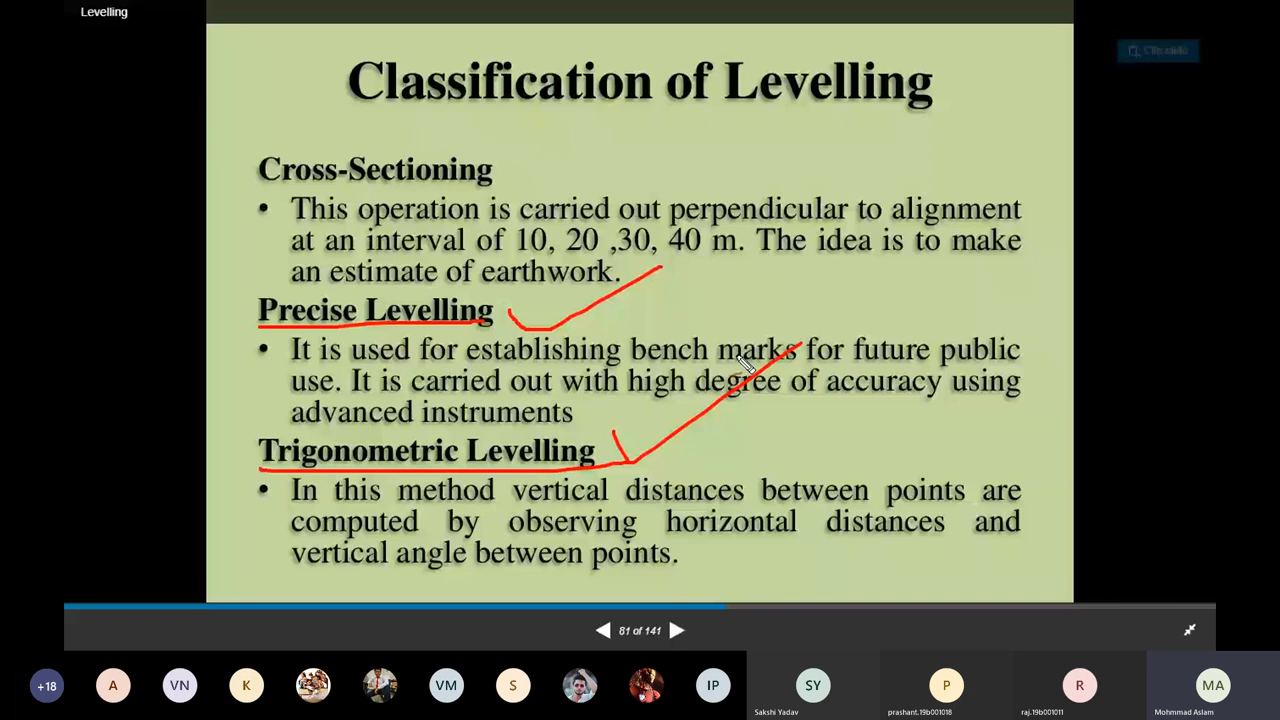 Levelling
Clip slide
Classification of Levelling
Cross-Sectioning
• This operation is carried out perpendicular to alignment
at an interval of 10, 20 ,30, 40 m. The idea is to make
an estimate of earthwork.
Precise Levelling
• It is used for establishing bench marks for future public
use. It is carried out with high degree of accuracy using
advanced instruments
Trigonometric Levelling
• In this method vertical distances between points are
computed by observing horizontal distances and
vertical angle between points.
81 of 141
+18 A VN K VM S IP SY P R MA
Sakshi Yadav prashant.19b001018 raj.19b001011 Mohmmad Aslam